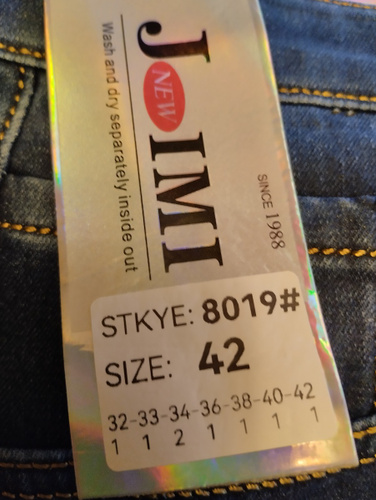 J IMI
NEW
Wash and dry separately inside out
SINCE 1988
STKYE: 8019#
SIZE: 42
32-33-34-36-38-40-42
1 1 2 1 1 1 1